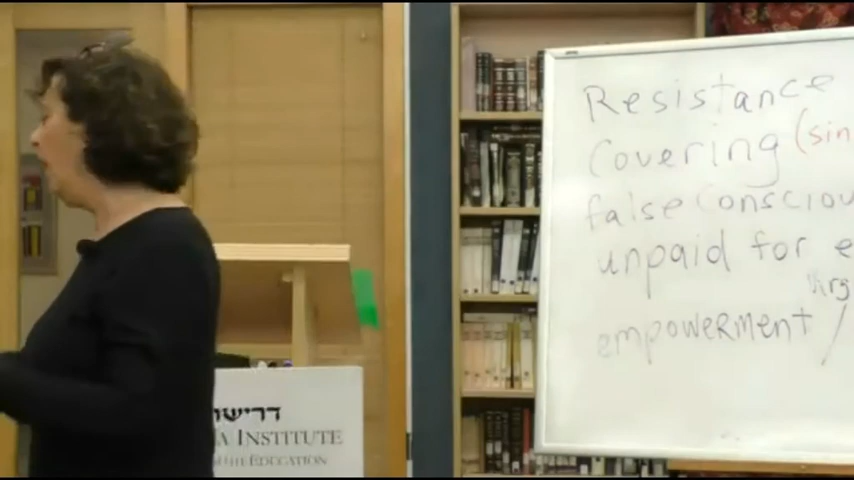 Resistance
Covering (sin
false Consciou
unpaid for e
empowerment /
דרישה
INSTITUTE
EDUCATION